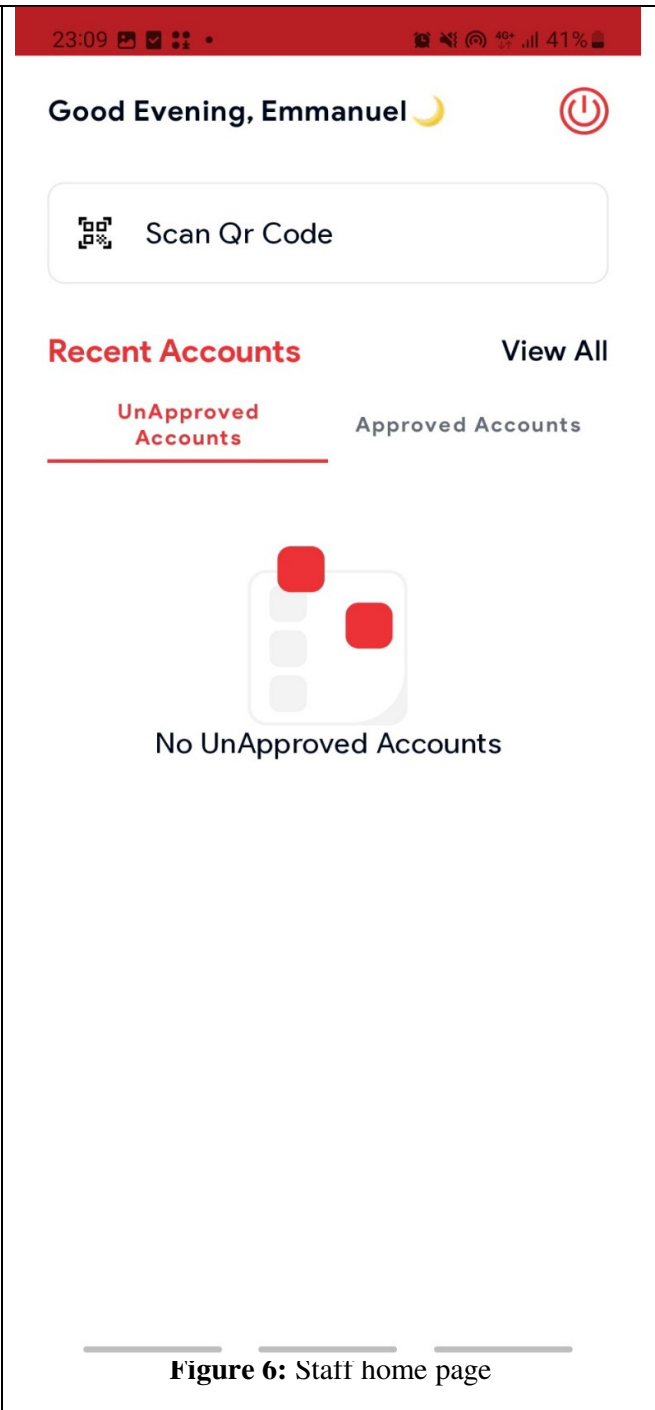 23:09 4G+ 41%
Good Evening, Emmanuel
Scan Qr Code
Recent Accounts View All
UnApproved
Accounts
Approved Accounts
No UnApproved Accounts
Figure 6: Staff home page